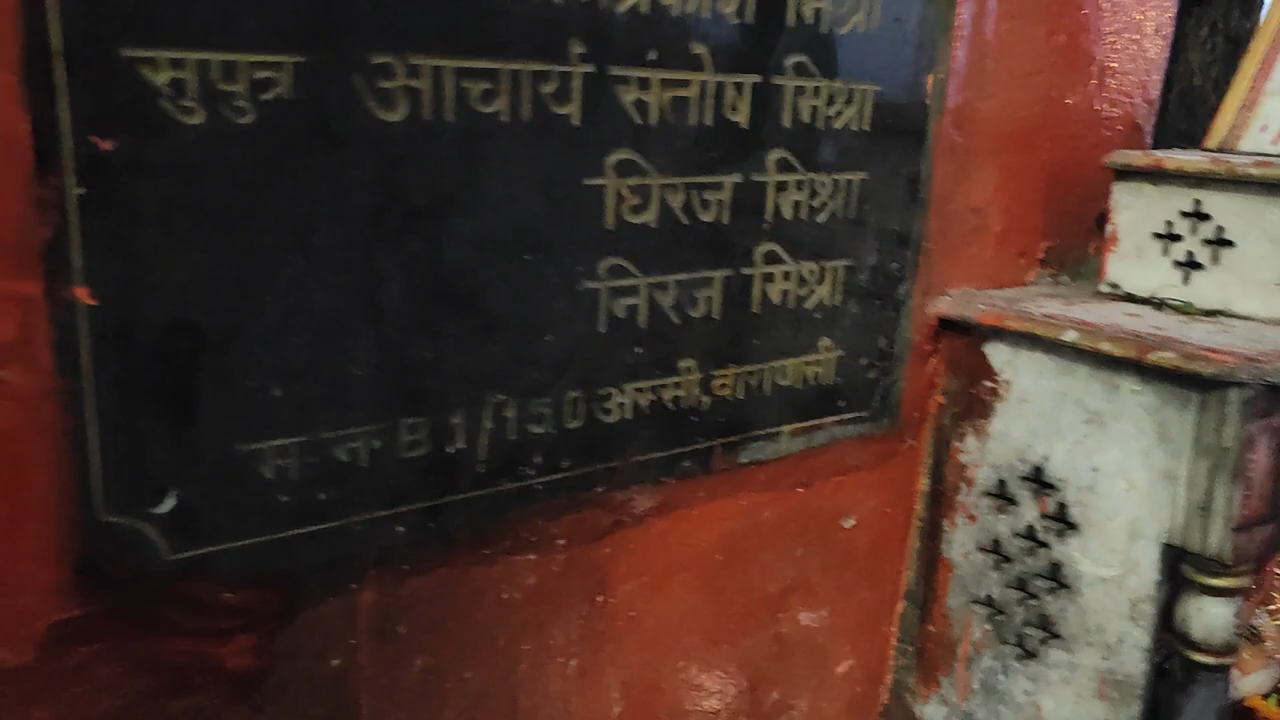 मिश्रा
सुपुत्र आचार्य संतोष मिश्रा
घिरज मिश्रा
निरज मिश्रा
म न B 1/150 अस्सी,वाराणसी